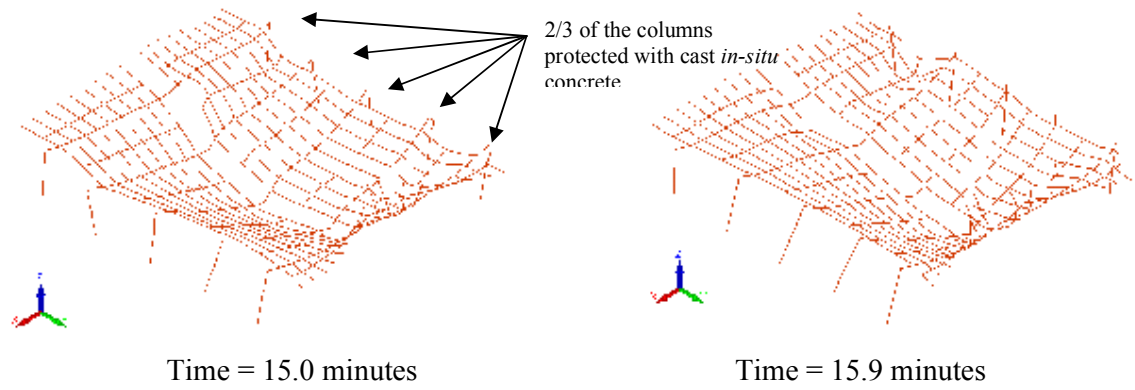 2/3 of the columns
protected with cast in-situ
concrete
Time = 15.0 minutes
Time = 15.9 minutes